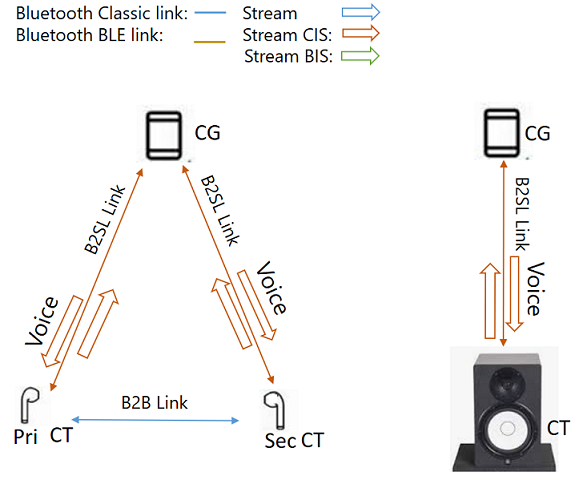 Bluetooth Classic link:
Stream
Bluetooth BLE link:
Stream CIS:
Stream BIS:
CG
CG
B2SL Link
B2SL Link
B2SL Link
Voice
Voice
Voice
B2B Link
Pri CT
Sec CT
CT